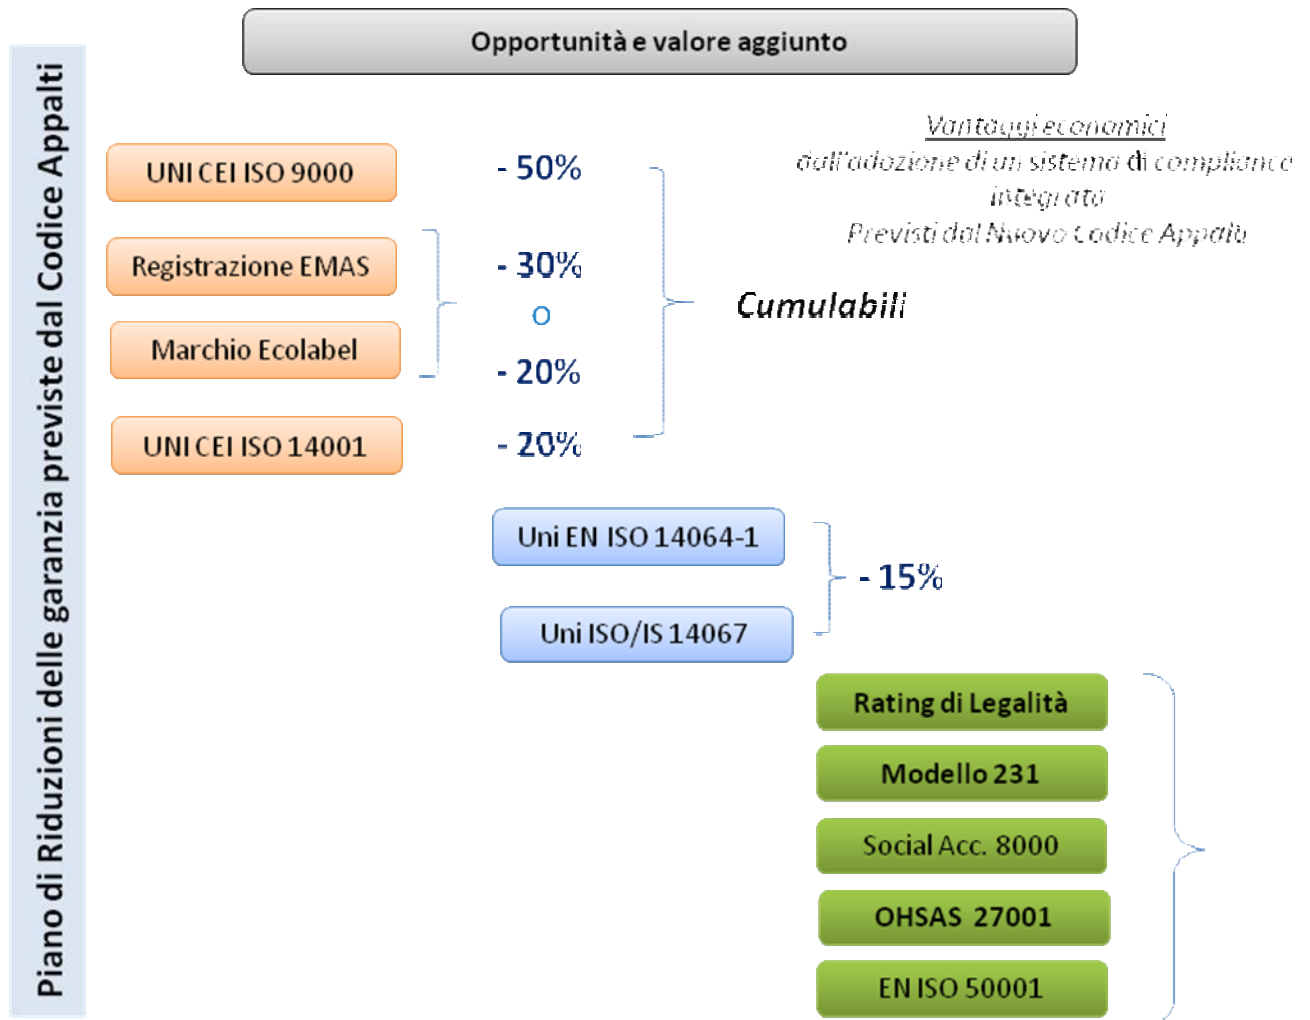 Opportunità e valore aggiunto
Piano di Riduzioni delle garanzia previste dal Codice Appalti
Vantaggi economici
dall'adozione di un sistema di compliance
integrata
Previsti dal Nuovo Codice Appalti
UNI CEI ISO 9000
- 50%
Registrazione EMAS
- 30%
O
Cumulabili
Marchio Ecolabel
- 20%
UNI CEI ISO 14001
- 20%
Uni EN ISO 14064-1
- 15%
Uni ISO/IS 14067
Rating di Legalità
Modello 231
Social Acc. 8000
OHSAS 27001
EN ISO 50001